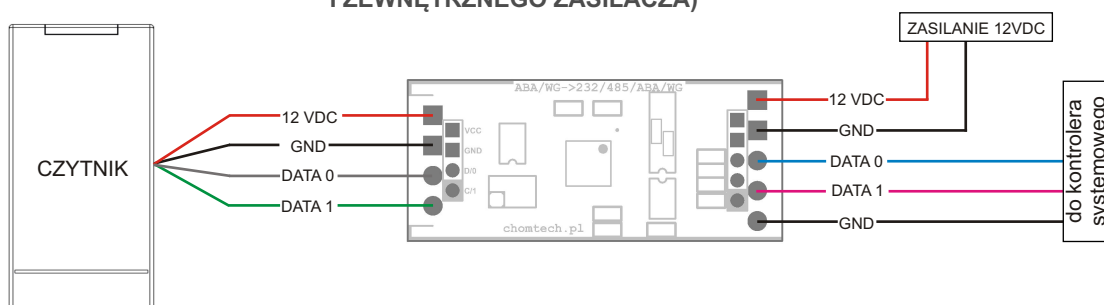 I ZEWNĘTRZNEGO ZASILACZA)
ZASILANIE 12VDC
ABA/WG->232/485/ABA/WG
CZYTNIK
12 VDC
GND
DATA 0
DATA 1
VCC
GND
D/0
C/1
chomtech.pl
12 VDC
GND
DATA 0
DATA 1
GND
do kontrolera
systemowego